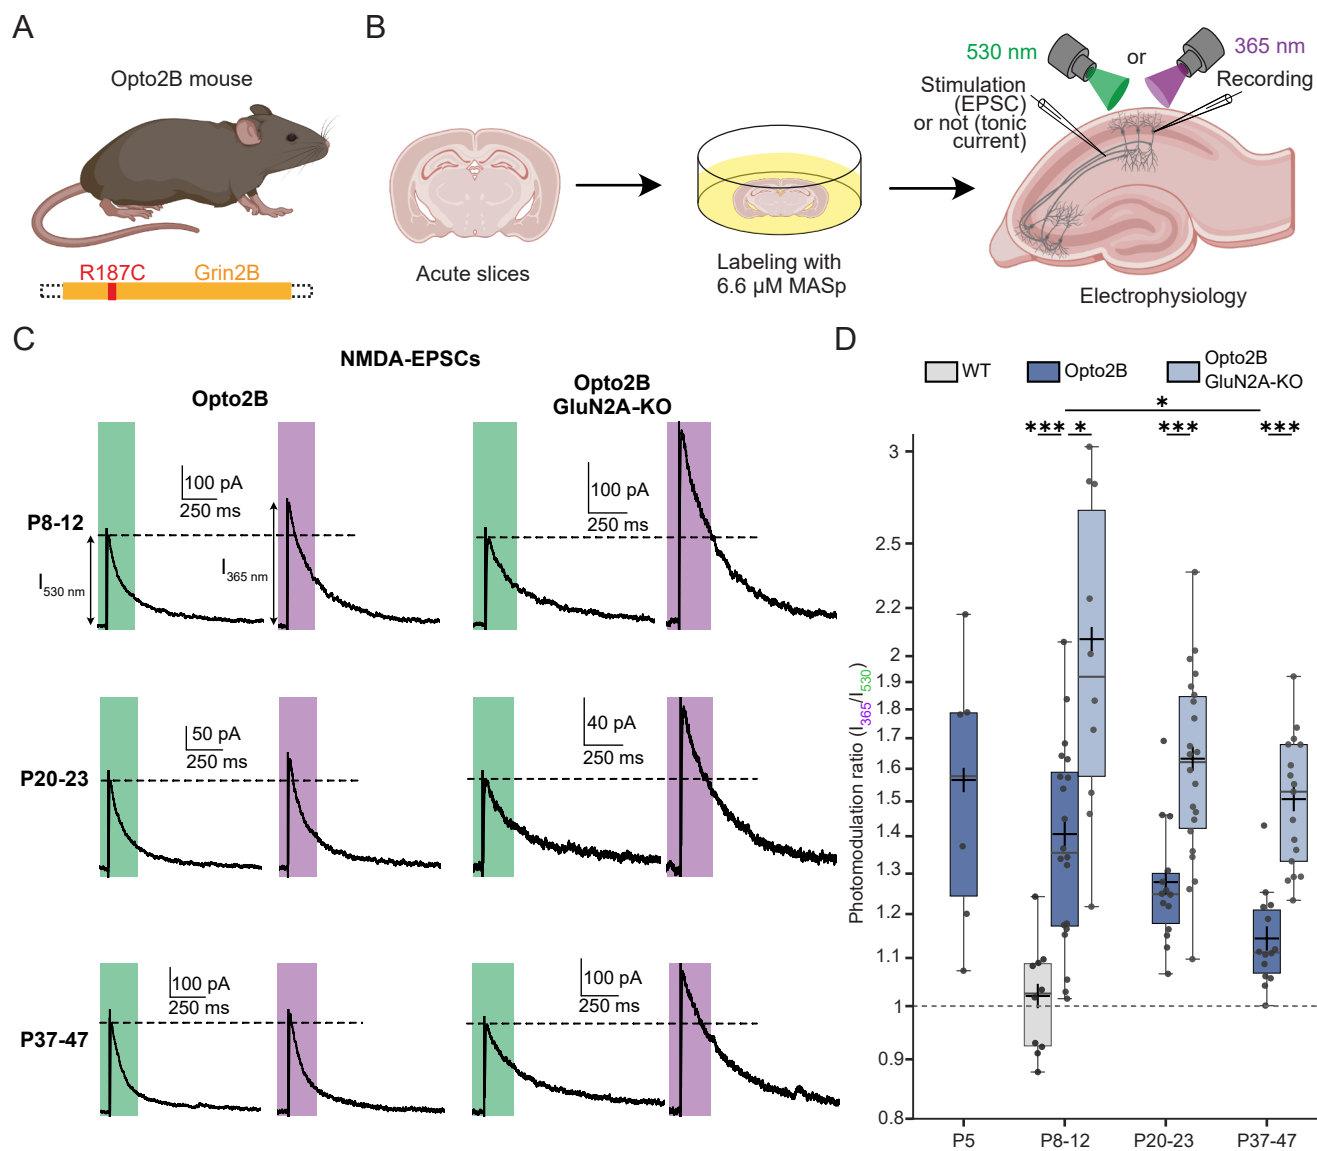 A
Opto2B mouse
R187C
Grin2B
B
Acute slices
Labeling with
6.6 µM MASp
530 nm
or
365 nm
Stimulation
(EPSC)
or not (tonic
current)
Recording
Electrophysiology
C
NMDA-EPSCs
Opto2B
Opto2B
GluN2A-KO
P8-12
I530 nm
100 pA
250 ms
I365 nm
100 pA
250 ms
P20-23
50 pA
250 ms
40 pA
250 ms
P37-47
100 pA
250 ms
100 pA
250 ms
D
WT
Opto2B
Opto2B
GluN2A-KO
*
*** * *** ***
Photomodulation ratio (I365/I530)
3
2.5
2.2
2
1.9
1.8
1.7
1.6
1.5
1.4
1.3
1.2
1.1
1
0.9
0.8
P5
P8-12
P20-23
P37-47